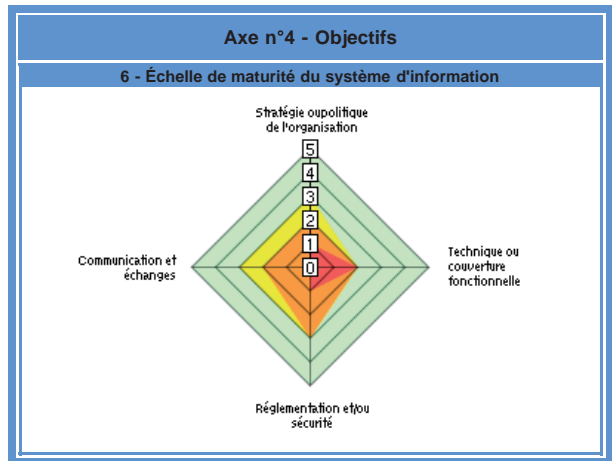 Axe n°4 - Objectifs
6 - Échelle de maturité du système d'information
Stratégie oupolitique
de l'organisation
5
4
3
2
1
0
Communication et
échanges
Technique ou
couverture
fonctionnelle
Réglementation et/ou
sécurité